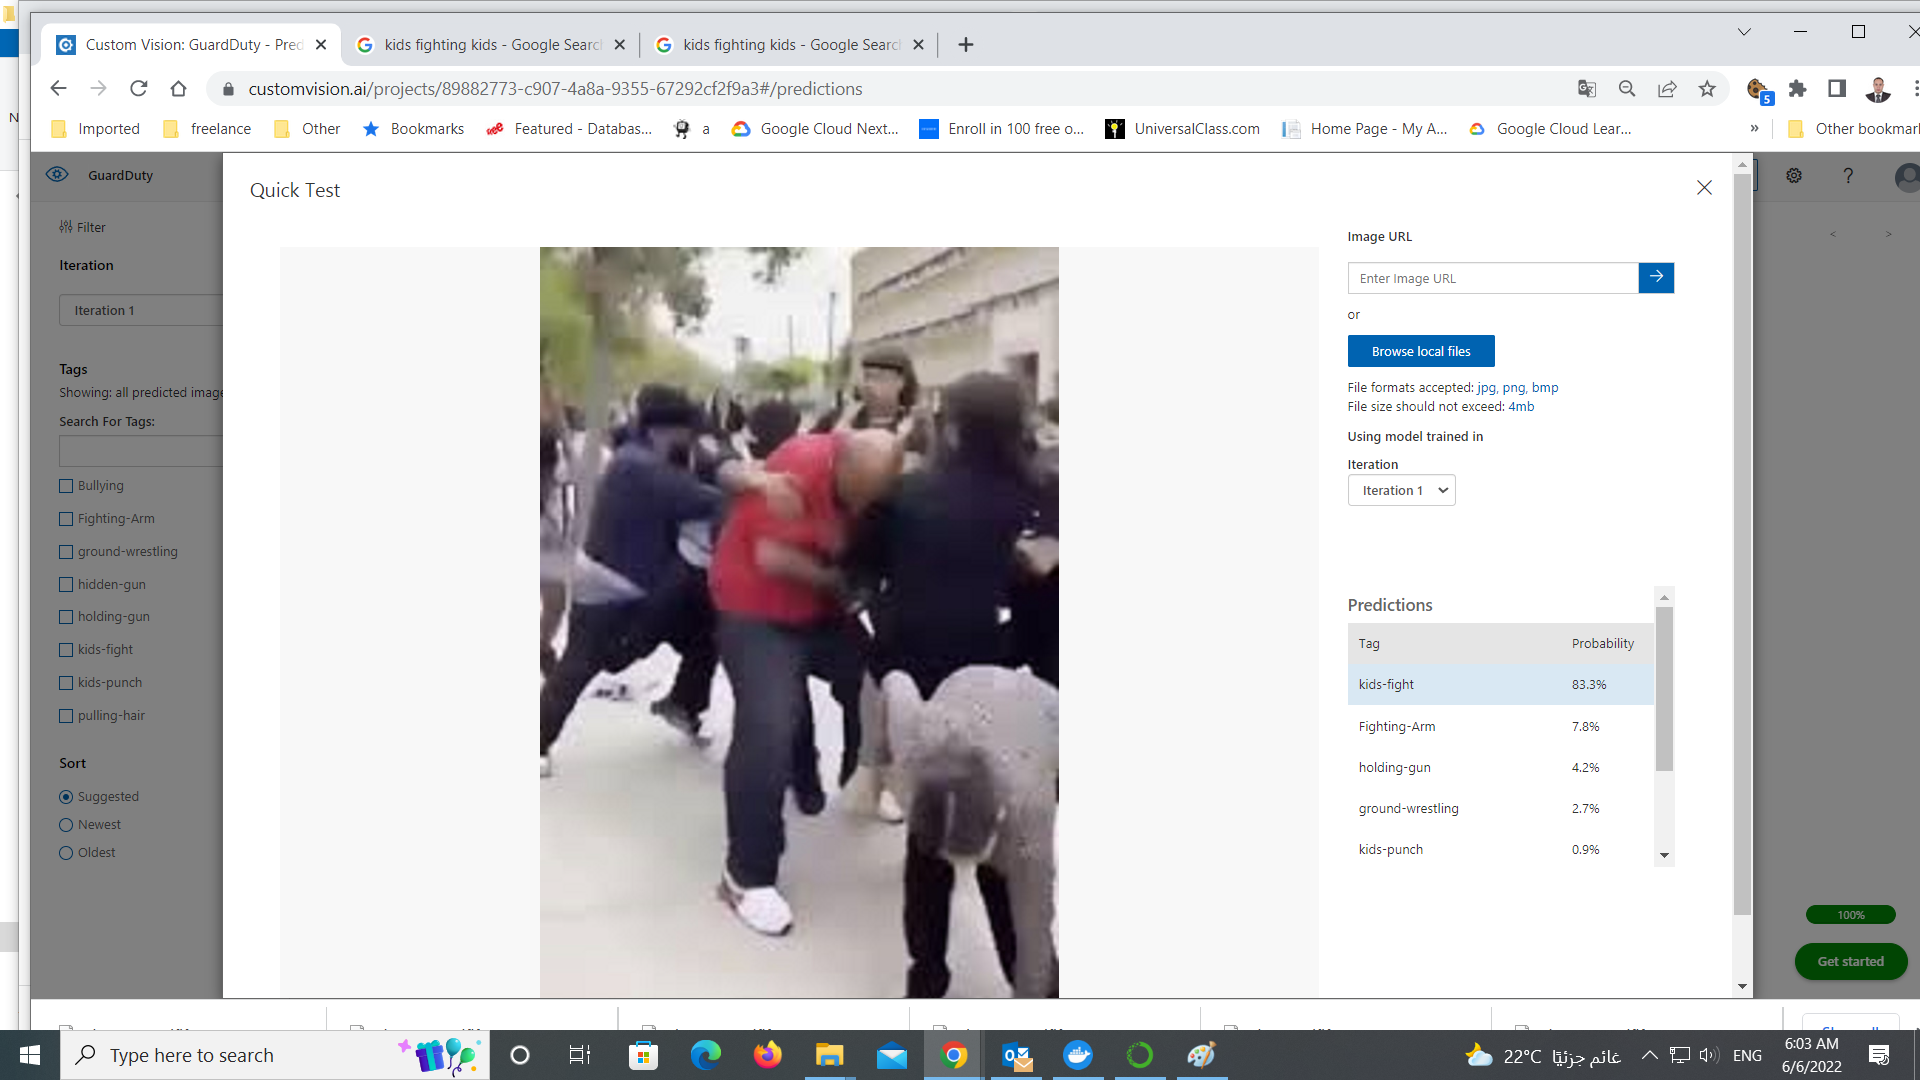 Custom Vision: GuardDuty - Pred
kids fighting kids - Google Search
kids fighting kids - Google Search
customvision.ai/projects/89882773-c907-4a8a-9355-67292cf2f9a3#/predictions
5
N
Imported
freelance
Other
Bookmarks
Featured - Databas...
a
Google Cloud Next...
Enroll in 100 free o...
UniversalClass.com
Home Page - My A...
Google Cloud Lear...
»
Other bookmar
GuardDuty
?
Quick Test
Filter
Iteration
Iteration 1
Tags
Showing: all predicted image
Search For Tags:
Bullying
Fighting-Arm
ground-wrestling
hidden-gun
holding-gun
kids-fight
kids-punch
pulling-hair
Sort
Suggested
Newest
Oldest
Image URL
Enter Image URL
or
Browse local files
File formats accepted: jpg, png, bmp
File size should not exceed: 4mb
Using model trained in
Iteration
Iteration 1
Predictions
Tag Probability
kids-fight 83.3%
Fighting-Arm 7.8%
holding-gun 4.2%
ground-wrestling 2.7%
kids-punch 0.9%
< >
100%
Get started
Type here to search
22°C غائم جزئيًا
ENG
6:03 AM
6/6/2022